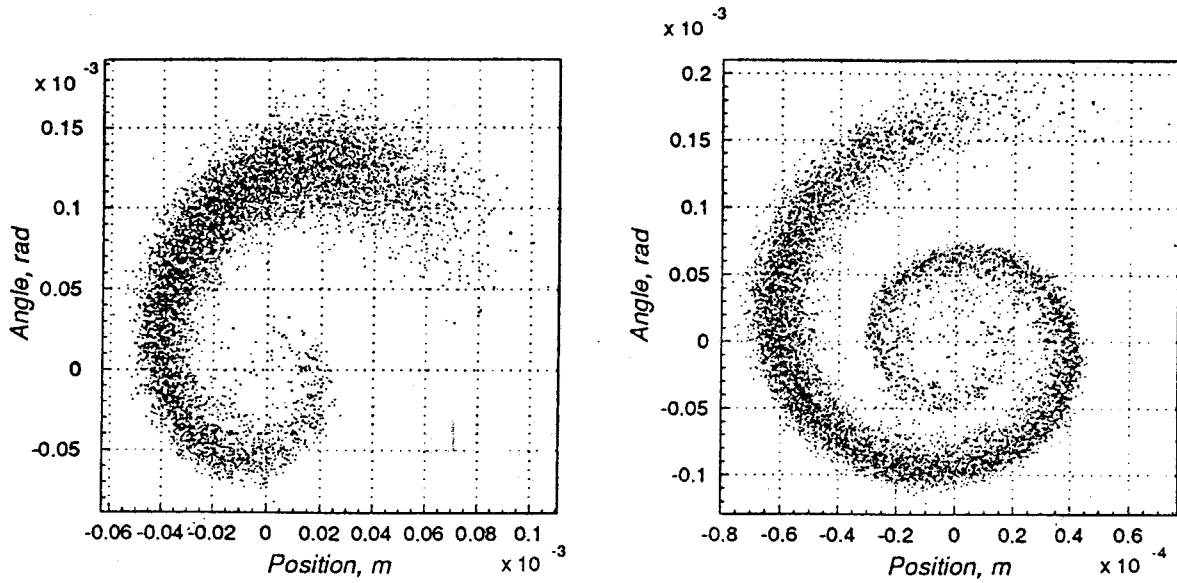 x 10 -3
0.15
0.1
0.05
0
-0.05
Angle, rad
-0.06 -0.04 -0.02 0 0.02 0.04 0.06 0.08 0.1
Position, m x 10 -3
x 10 -3
0.2
0.15
0.1
0.05
0
-0.05
-0.1
Angle, rad
-0.8 -0.6 -0.4 -0.2 0 0.2 0.4 0.6
Position, m x 10 -4